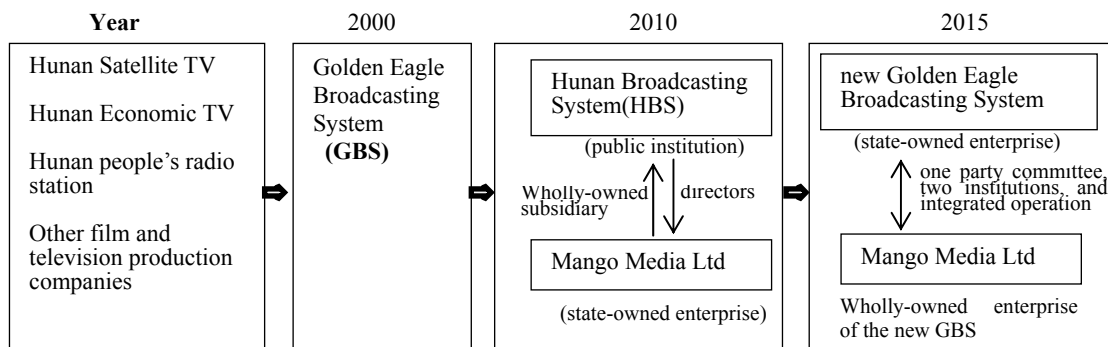 Year
2000
2010
2015
Hunan Satellite TV
Hunan Economic TV
Hunan people's radio
station
Other film and
television production
companies
Golden Eagle
Broadcasting
System
(GBS)
Hunan Broadcasting
System(HBS)
(public institution)
Wholly-owned
subsidiary
directors
Mango Media Ltd
(state-owned enterprise)
new Golden Eagle
Broadcasting System
(state-owned enterprise)
one party committee,
two institutions, and
integrated operation
Mango Media Ltd
Wholly-owned enterprise
of the new GBS